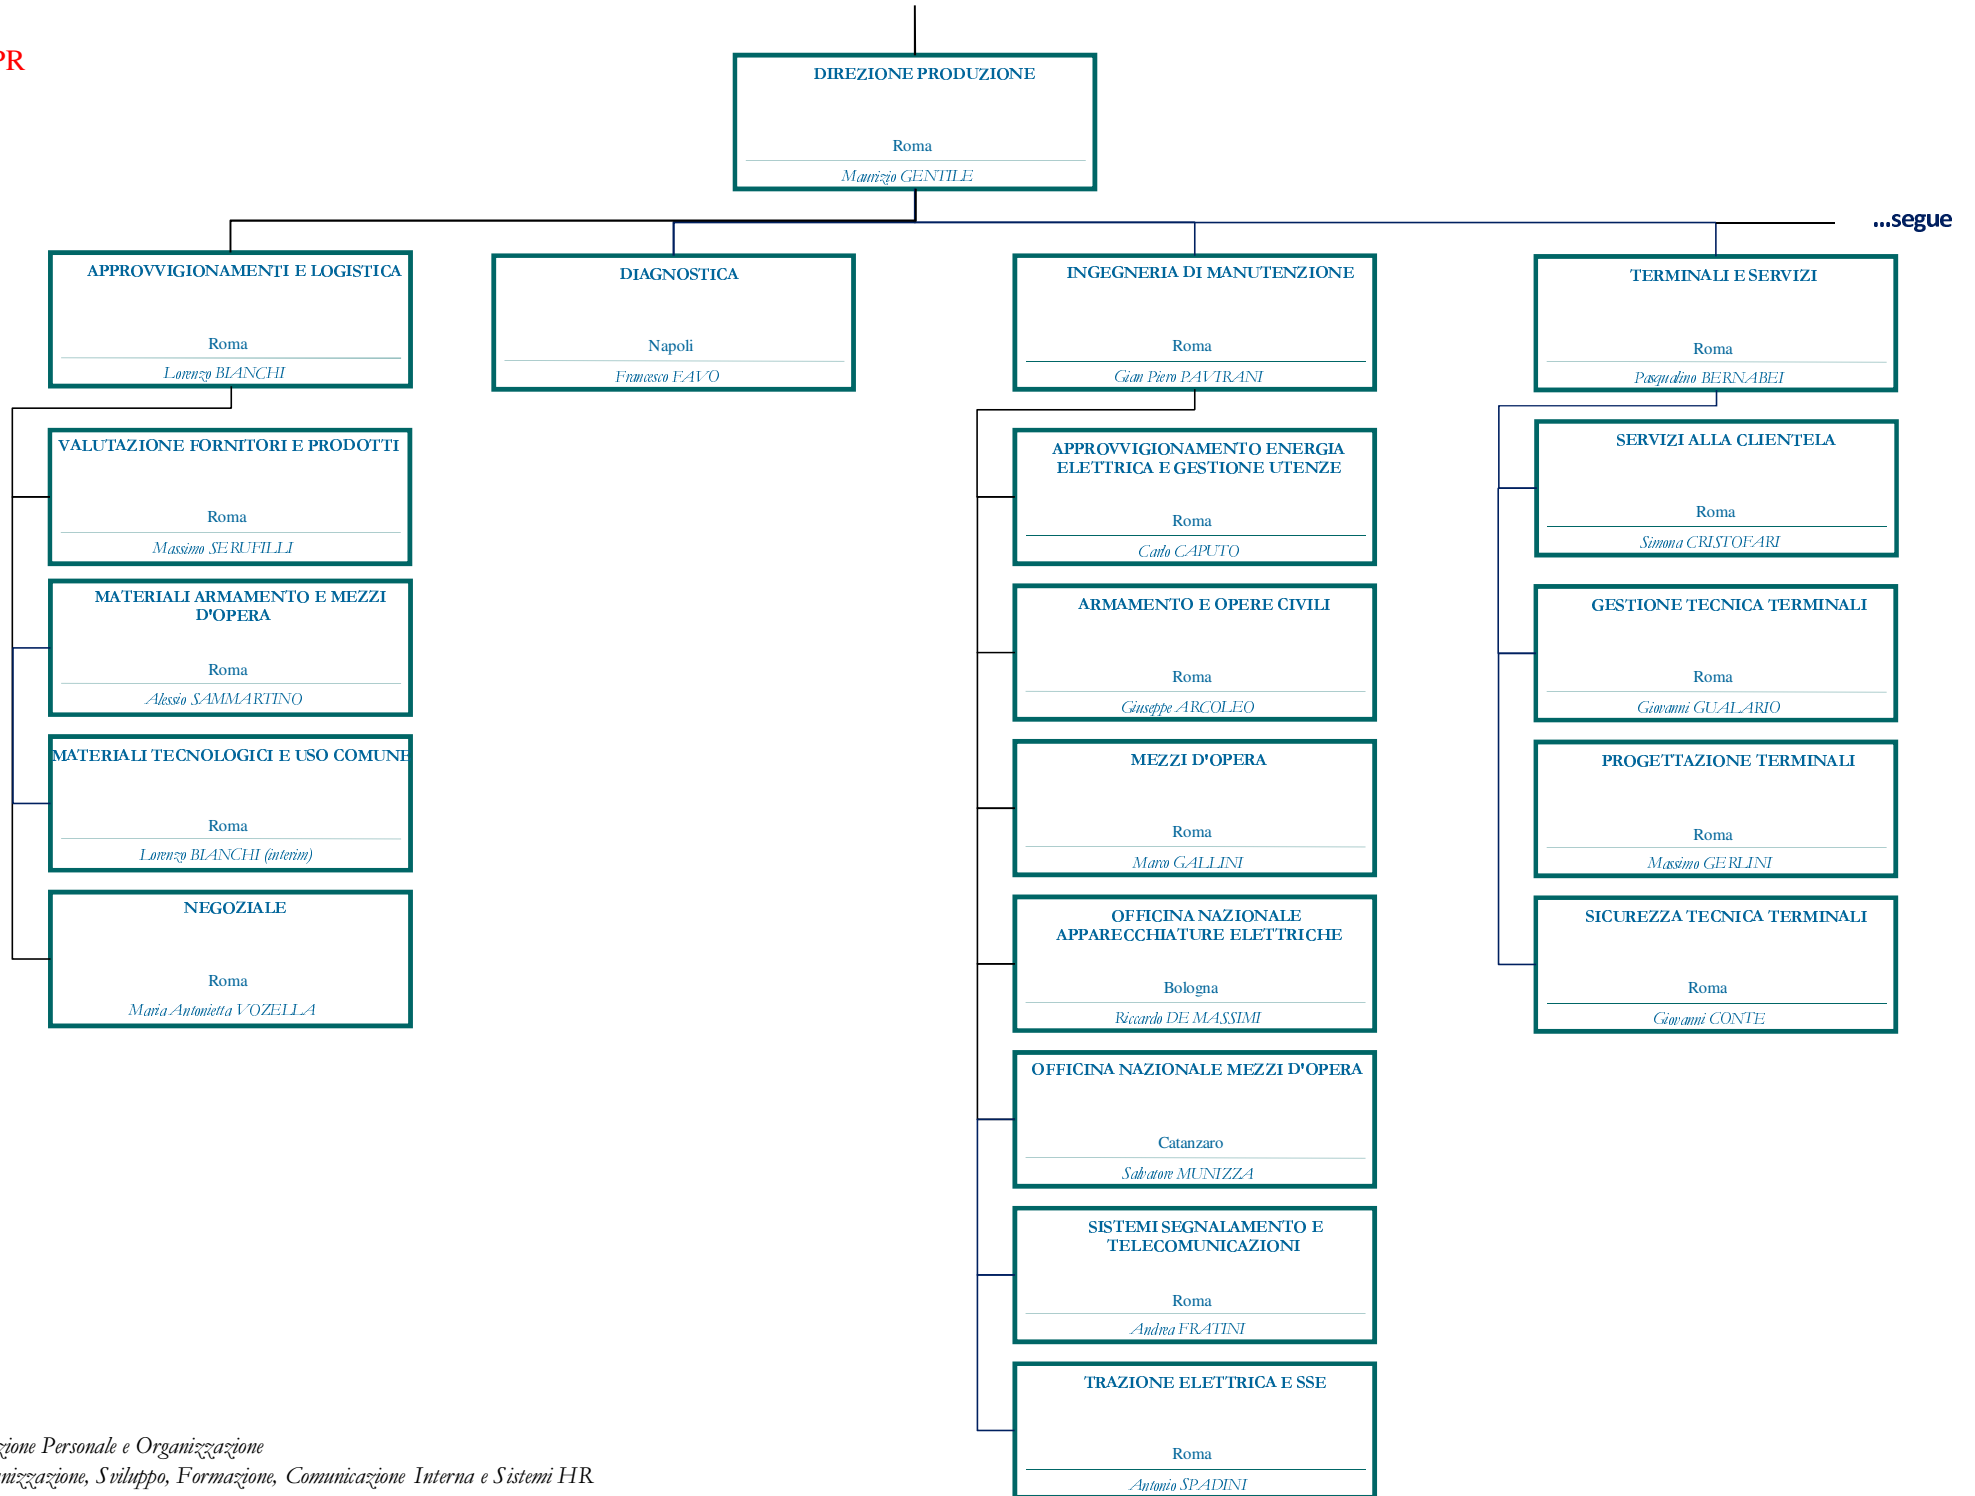 PR
DIREZIONE PRODUZIONE
Roma
Maurizio GENTILE
...segue
APPROVVIGIONAMENTI E LOGISTICA
Roma
Lorenzo BIANCHI
DIAGNOSTICA
Napoli
Francesco FAVO
INGEGNERIA DI MANUTENZIONE
Roma
Gian Piero PAVIRANI
TERMINALI E SERVIZI
Roma
Pasqualino BERNABEI
VALUTAZIONE FORNITORI E PRODOTTI
Roma
Massimo SERUFILLI
MATERIALI ARMAMENTO E MEZZI
D'OPERA
Roma
Alessio SAMMARTINO
MATERIALI TECNOLOGICI E USO COMUNE
Roma
Lorenzo BIANCHI (interim)
NEGOZIALE
Roma
Maria Antonietta VOZELLA
APPROVVIGIONAMENTO ENERGIA
ELETTRICA E GESTIONE UTENZE
Roma
Carlo CAPUTO
ARMAMENTO E OPERE CIVILI
Roma
Giuseppe ARCOLEO
MEZZI D'OPERA
Roma
Marco GALLINI
OFFICINA NAZIONALE
APPARECCHIATURE ELETTRICHE
Bologna
Riccardo DE MASSIMI
OFFICINA NAZIONALE MEZZI D'OPERA
Catanzaro
Salvatore MUNIZZA
SISTEMI SEGNALAMENTO E
TELECOMUNICAZIONI
Roma
Andrea FRATINI
TRAZIONE ELETTRICA E SSE
Roma
Antonio SPADINI
SERVIZI ALLA CLIENTELA
Roma
Simona CRISTOFARI
GESTIONE TECNICA TERMINALI
Roma
Giovanni GUALARIO
PROGETTAZIONE TERMINALI
Roma
Massimo GERLINI
SICUREZZA TECNICA TERMINALI
Roma
Giovanni CONTE
zione Personale e Organizzazione
nizzazione, Sviluppo, Formazione, Comunicazione Interna e Sistemi HR